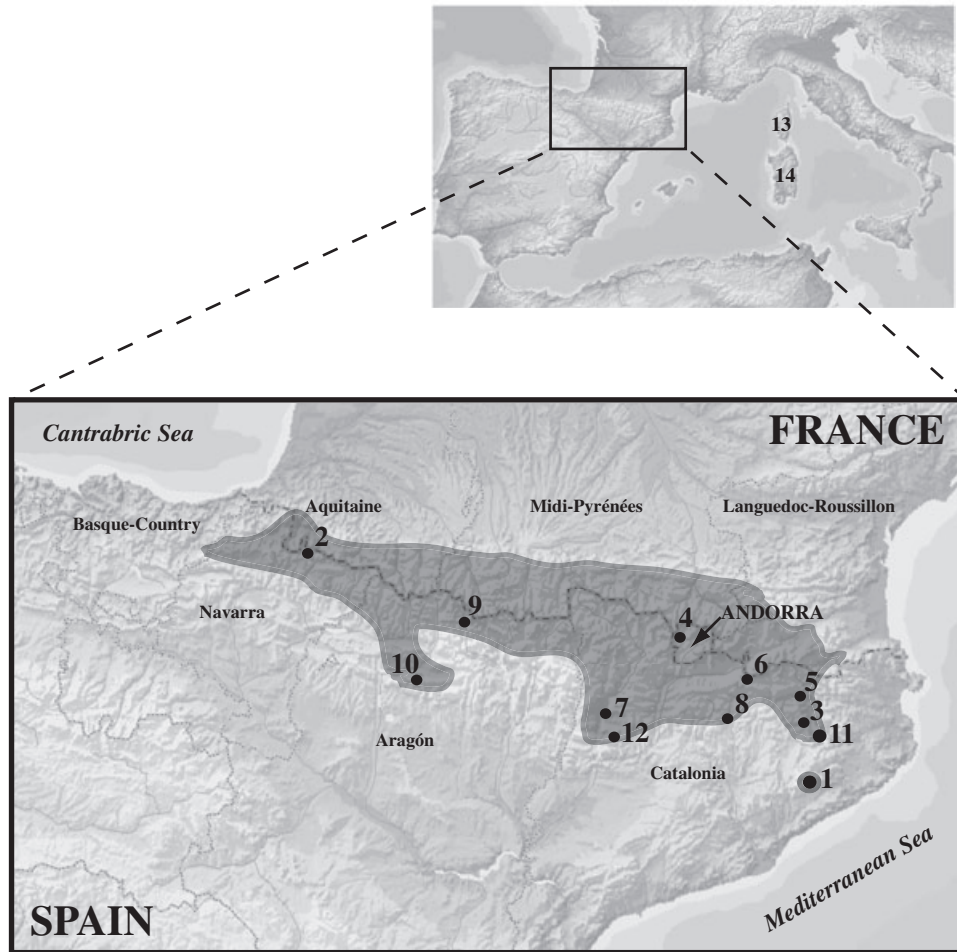 13
14
FRANCE
Cantrabric Sea
Aquitaine
Midi-Pyrénées
Languedoc-Roussillon
Basque-Country
2
Navarra
9
4
ANDORRA
10
6
5
7
8
3
12
11
Aragón
Catalonia
1
Mediterranean Sea
SPAIN